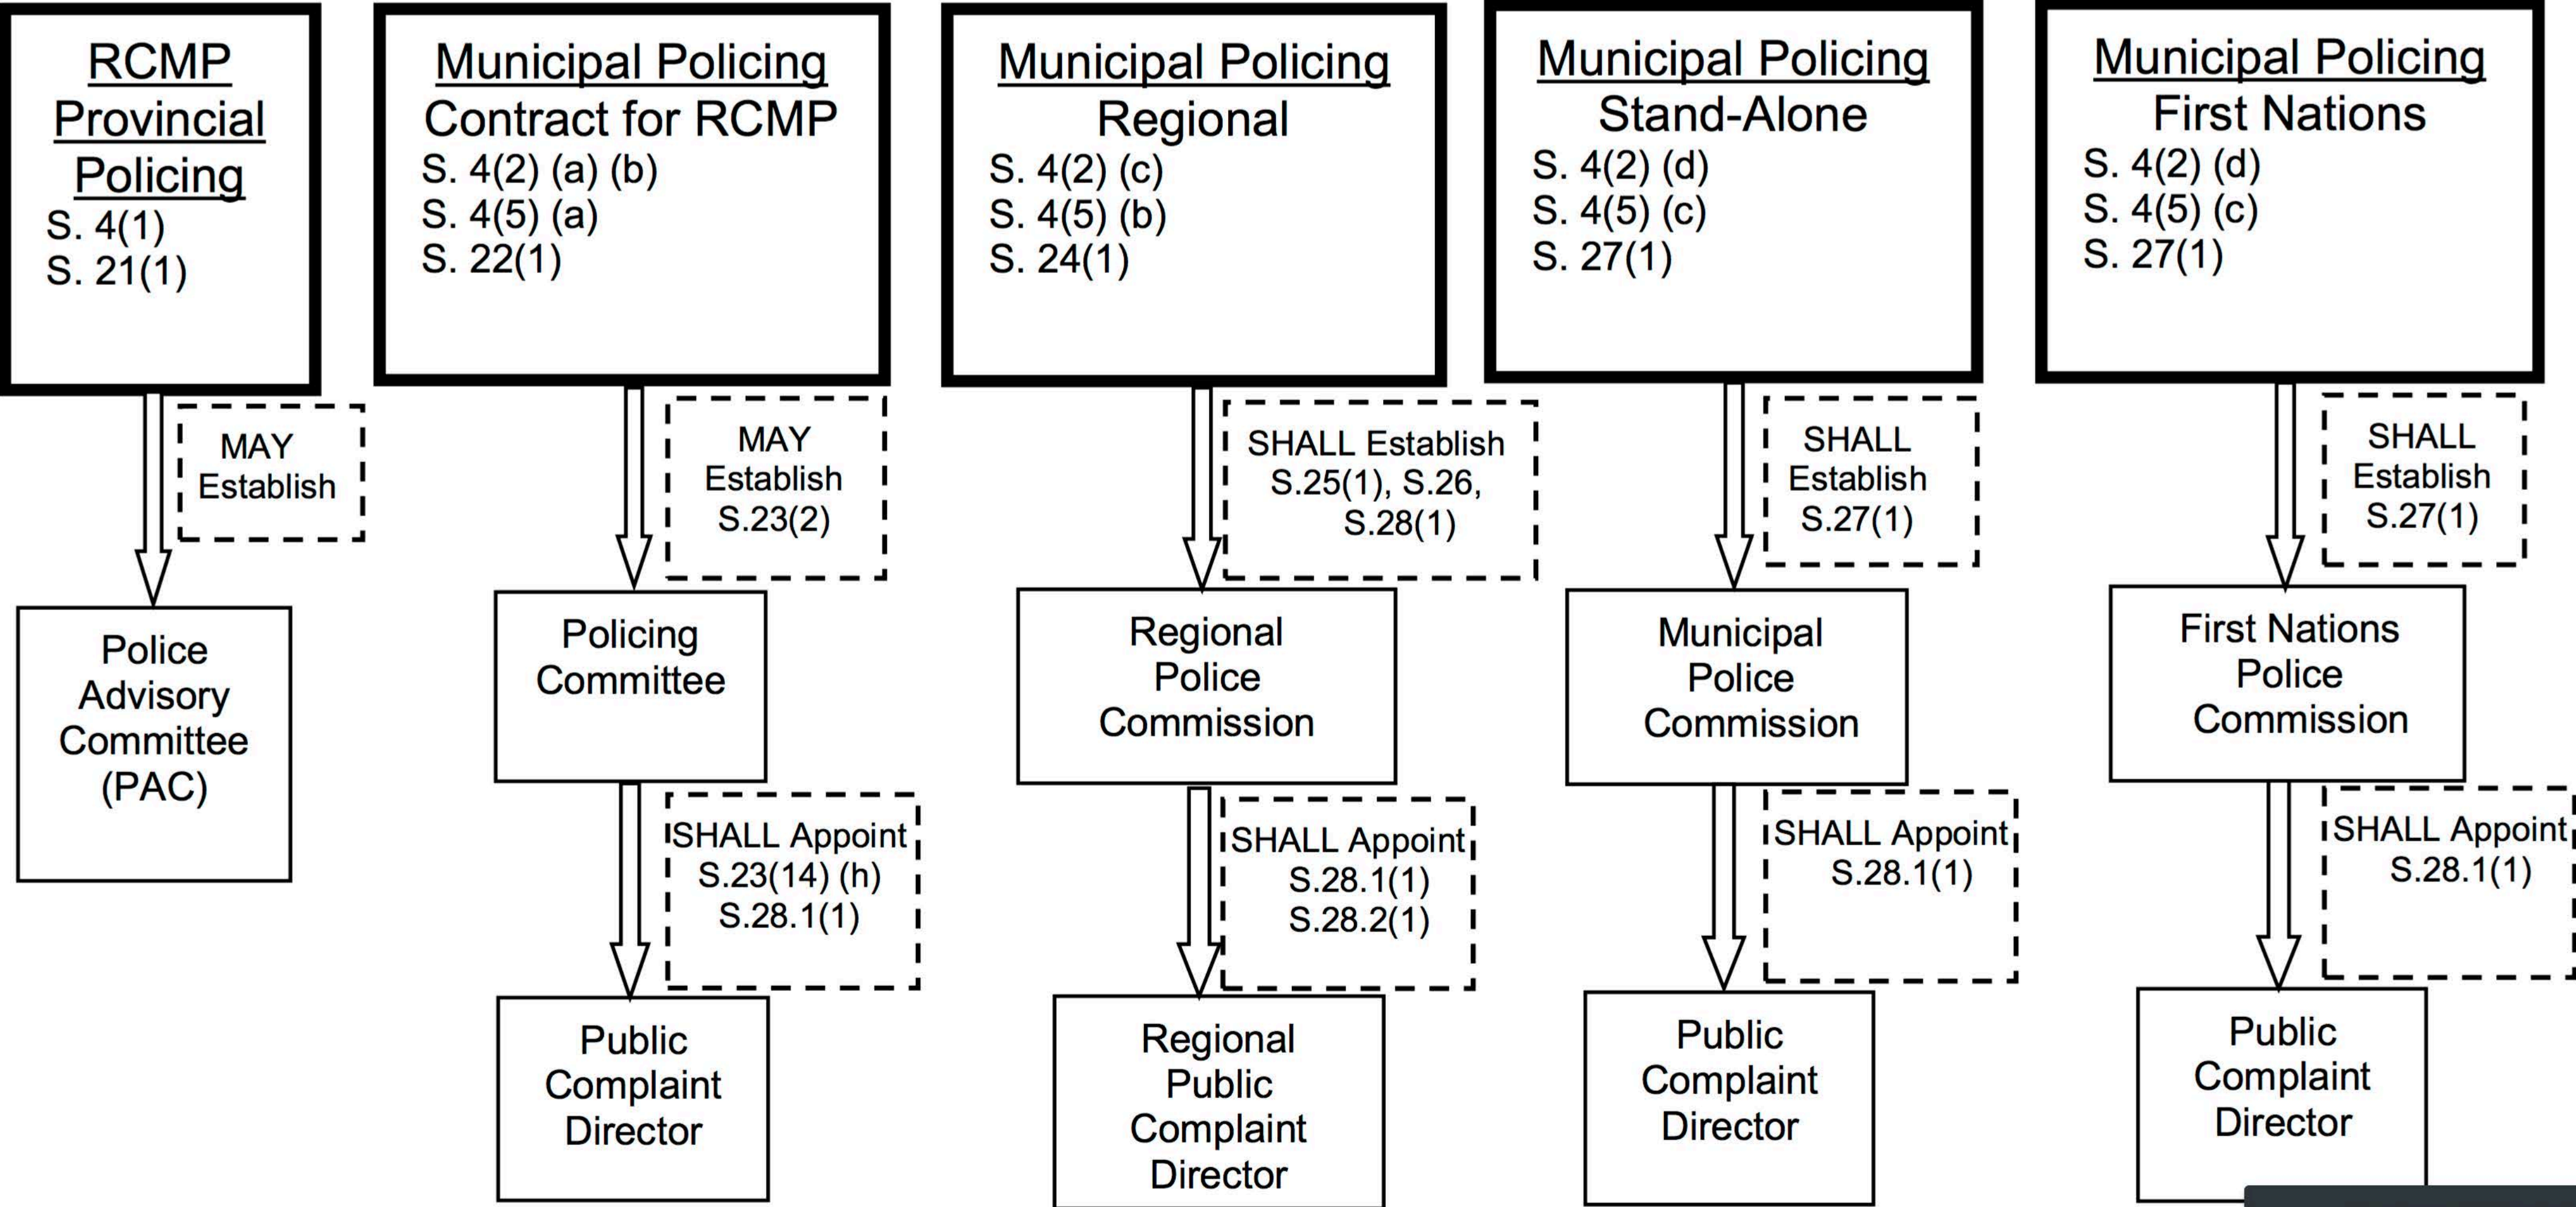 RCMP
Provincial
Policing
S. 4(1)
S. 21(1)
MAY
Establish
Police
Advisory
Committee
(PAC)
Municipal Policing
Contract for RCMP
S. 4(2) (a) (b)
S. 4(5) (a)
S. 22(1)
MAY
Establish
S.23(2)
Policing
Committee
SHALL Appoint
S.23(14) (h)
S.28.1(1)
Public
Complaint
Director
Municipal Policing
Regional
S. 4(2) (c)
S. 4(5) (b)
S. 24(1)
SHALL Establish
S.25(1), S.26,
S.28(1)
Regional
Police
Commission
SHALL Appoint
S.28.1(1)
S.28.2(1)
Regional
Public
Complaint
Director
Municipal Policing
Stand-Alone
S. 4(2) (d)
S. 4(5) (c)
S. 27(1)
SHALL
Establish
S.27(1)
Municipal
Police
Commission
SHALL Appoint
S.28.1(1)
Public
Complaint
Director
Municipal Policing
First Nations
S. 4(2) (d)
S. 4(5) (c)
S. 27(1)
SHALL
Establish
S.27(1)
First Nations
Police
Commission
SHALL Appoint
S.28.1(1)
Public
Complaint
Director